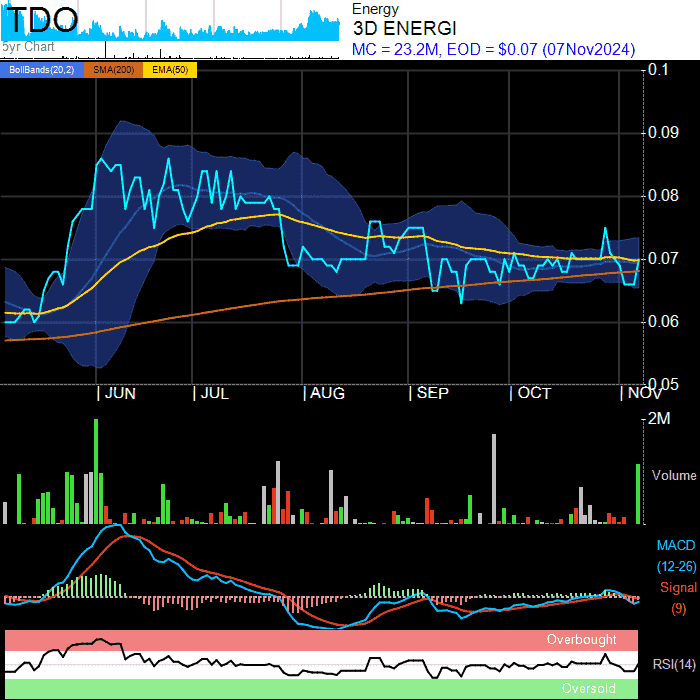 TDO
5yr Chart
Energy
3D ENERGI
MC = 23.2M, EOD = $0.07 (07Nov2024)
BollBands(20,2) SMA(200) EMA(50)
0.1
0.09
0.08
0.07
0.06
0.05
JUN JUL AUG SEP OCT NOV
2M
Volume
MACD
(12-26)
Signal
(9)
Overbought
RSI(14)
Oversold